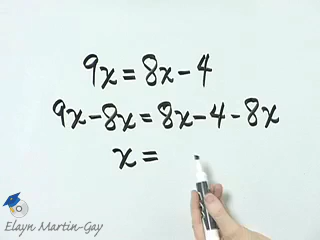 9x = 8x - 4
9x - 8x = 8x - 4 - 8x
x =
Elayn Martin-Gay